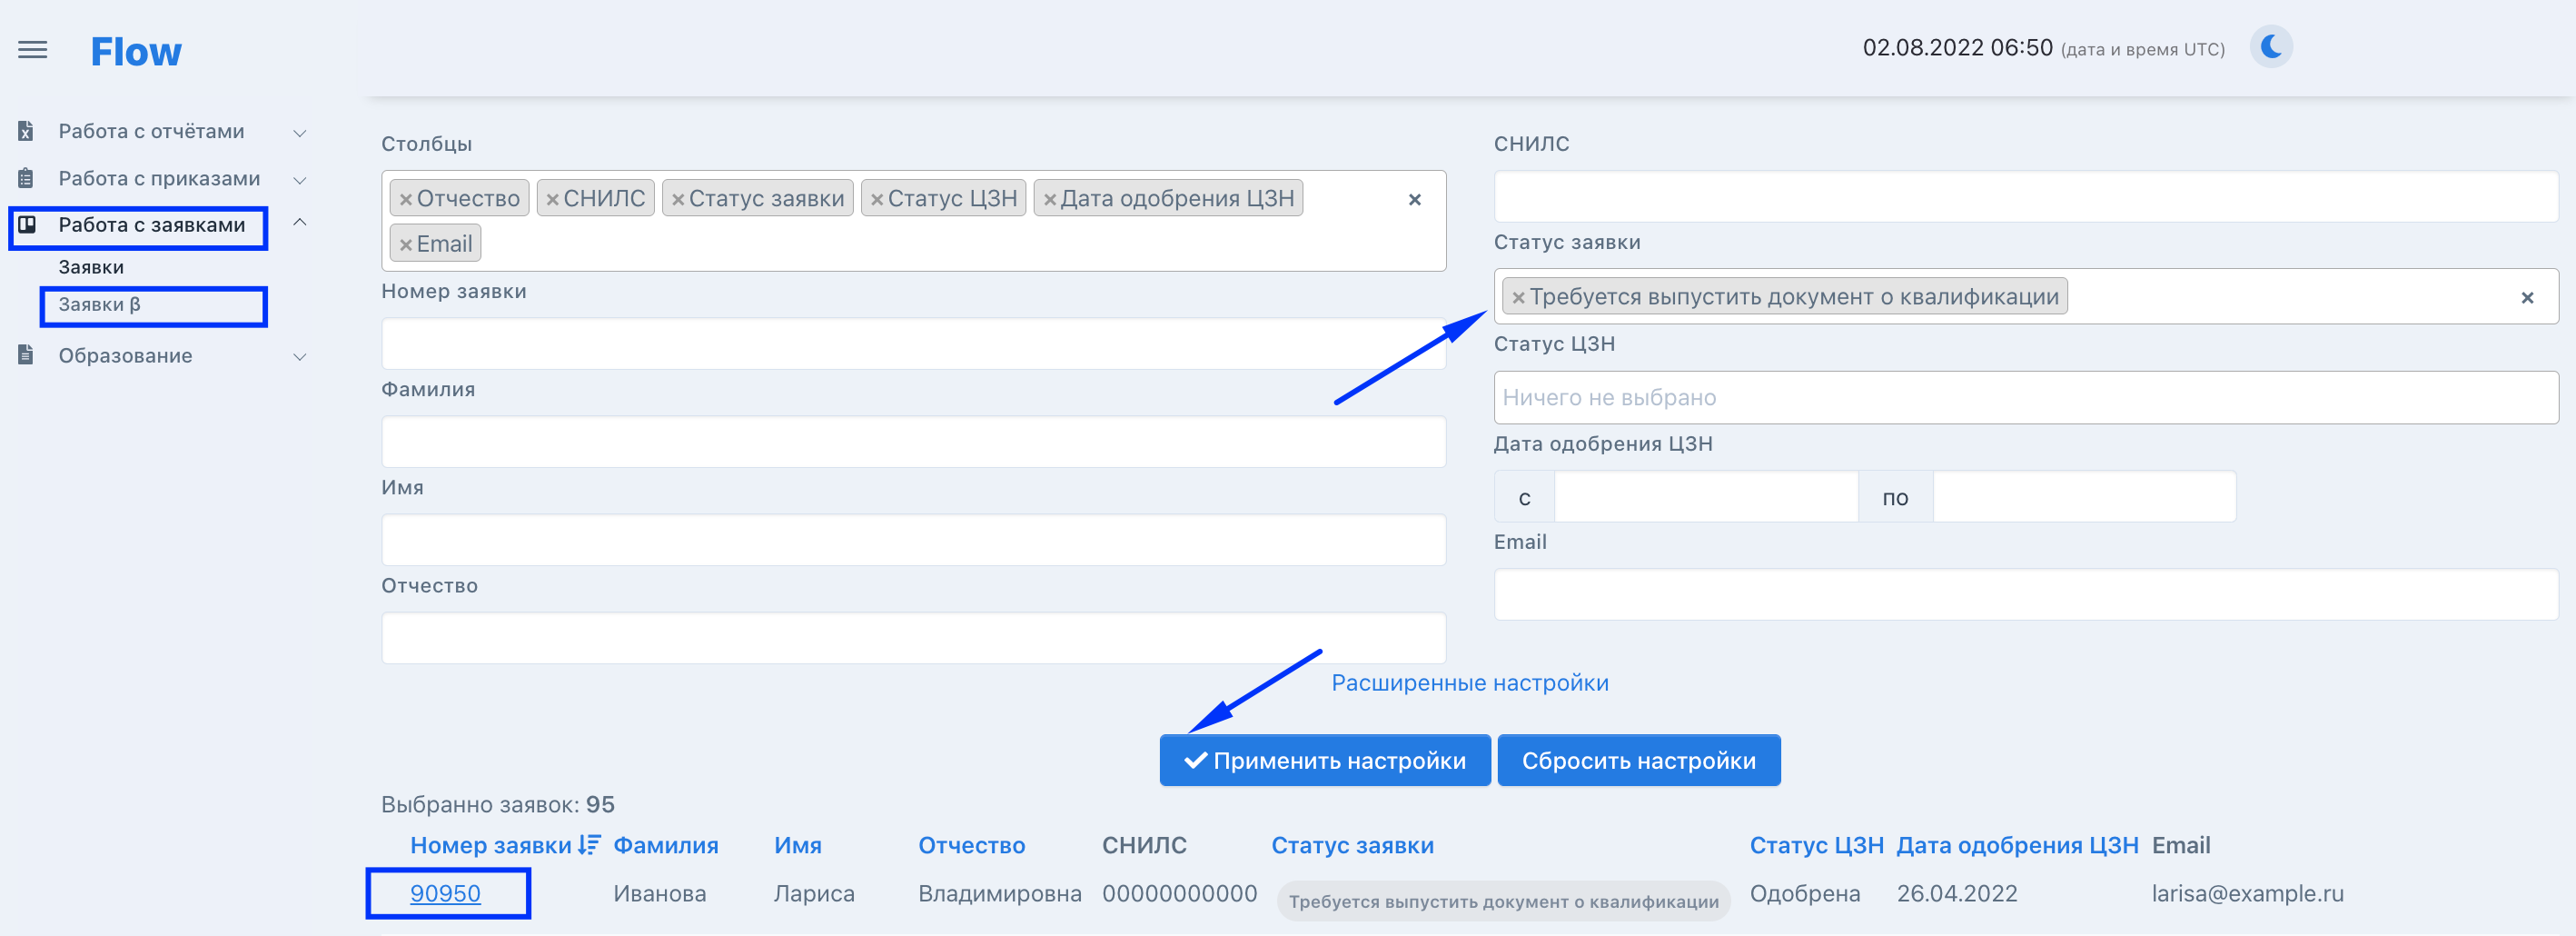 Flow
02.08.2022 06:50 (дата и время UTC)
Работа с отчётами
Работа с приказами
Работа с заявками
Заявки
Заявки β
Образование
Столбцы
×Отчество ×СНИЛС ×Статус заявки ×Статус ЦЗН ×Дата одобрения ЦЗН ×
×Email
Номер заявки
Фамилия
Имя
Отчество
СНИЛС
Статус заявки
×Требуется выпустить документ о квалификации ×
Статус ЦЗН
Ничего не выбрано
Дата одобрения ЦЗН
с по
Email
Расширенные настройки
Применить настройки Сбросить настройки
Выбранно заявок: 95
Номер заявки Фамилия Имя Отчество СНИЛС Статус заявки Статус ЦЗН Дата одобрения ЦЗН Email
90950 Иванова Лариса Владимировна 00000000000 Требуется выпустить документ о квалификации Одобрена 26.04.2022 larisa@example.ru